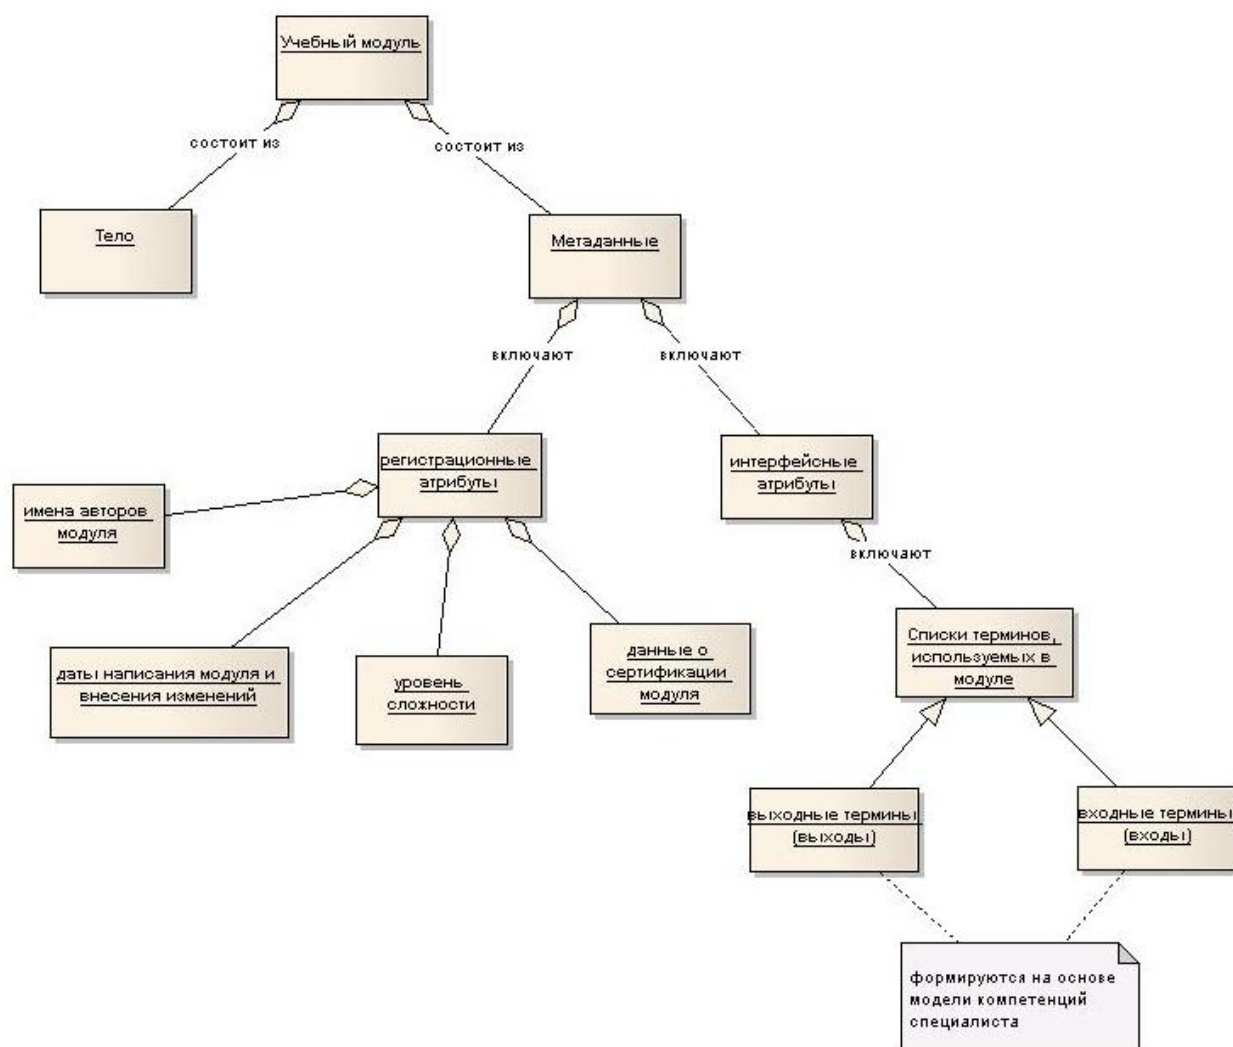 Учебный модуль
состоит из
состоит из
Тело
Метаданные
включают
включают
регистрационные
атрибуты
интерфейсные
атрибуты
имена авторов
модуля
включают
Списки терминов,
используемых в
модуле
даты написания модуля и
внесения изменений
уровень
сложности
данные о
сертификации
модуля
выходные термины
(выходы)
входные термины
(входы)
формируются на основе
модели компетенций
специалиста